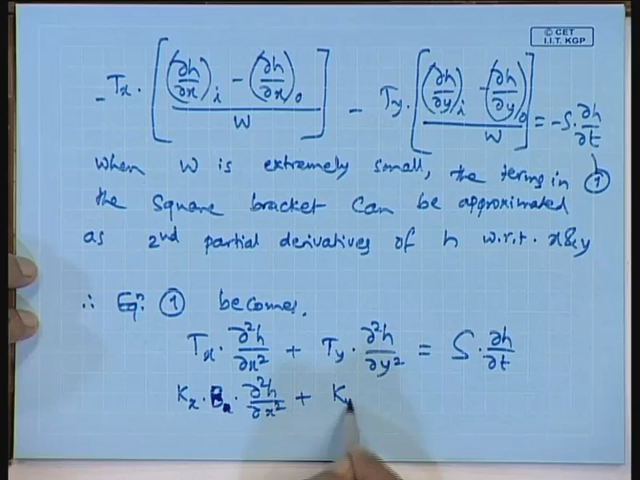 © CET
I.I.T. KGP
- Tx · [ ((∂h/∂x)i - (∂h/∂x)o) / W ] - Ty · [ ((∂h/∂y)i - (∂h/∂y)o) / W ] = -S · ∂h/∂t
when W is extremely small, the terms in ①
the square bracket can be approximated
as 2nd partial derivatives of h w.r.t. x & y
∴ Eqn. ① becomes,
Tx · ∂²h/∂x² + Ty · ∂²h/∂y² = S · ∂h/∂t
Kx · B · ∂²h/∂x² + K